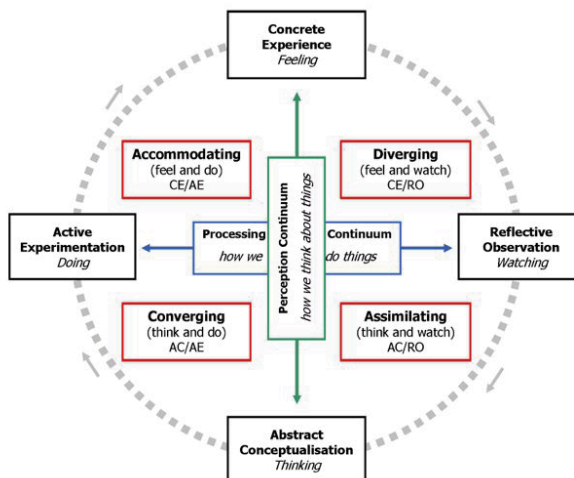 Concrete
Experience
Feeling
Accommodating
(feel and do)
CE/AE
Diverging
(feel and watch)
CE/RO
Active
Experimentation
Doing
Processing
how we
Perception Continuum
how we think about things
Continuum
do things
Reflective
Observation
Watching
Converging
(think and do)
AC/AE
Assimilating
(think and watch)
AC/RO
Abstract
Conceptualisation
Thinking